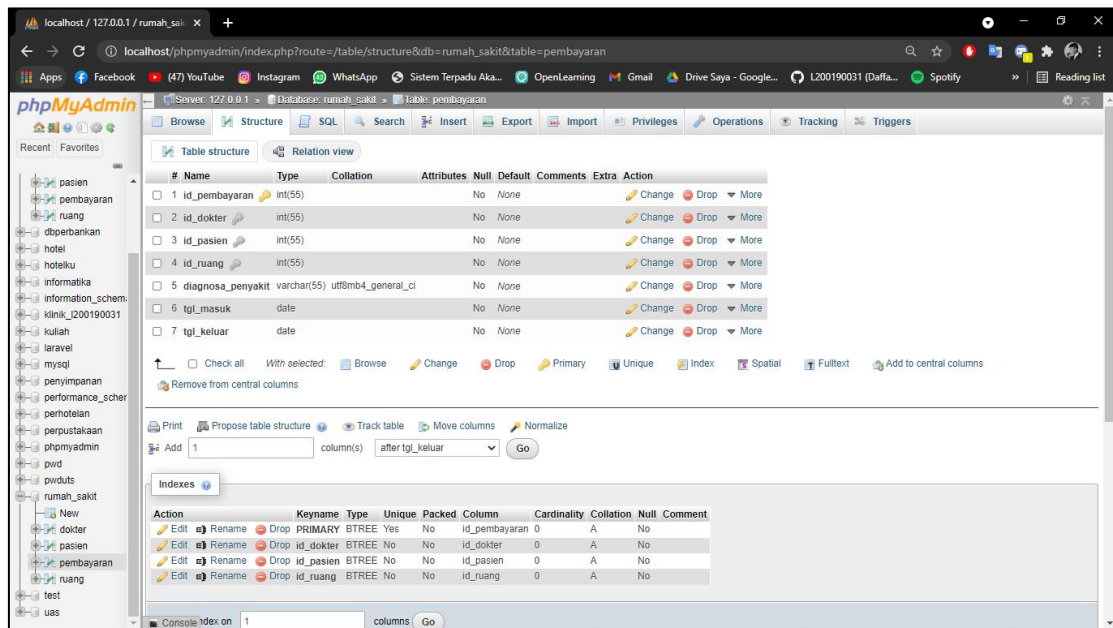 localhost / 127.0.0.1 / rumah_sak
localhost/phpmyadmin/index.php?route=/table/structure&db=rumah_sakit&table=pembayaran
Apps Facebook (47) YouTube Instagram WhatsApp Sistem Terpadu Aka... OpenLearning Gmail Drive Saya - Google... L200190031 (Daffa... Spotify » Reading list
phpMyAdmin
Recent Favorites
pasien
pembayaran
ruang
dbperbankan
hotel
hotelku
informatika
information_schema
klinik_l200190031
kuliah
laravel
mysql
penyimpanan
performance_scher
perhotelan
perpustakaan
phpmyadmin
pwd
pwduts
rumah_sakit
New
dokter
pasien
pembayaran
ruang
test
uas
Server: 127.0.0.1 » Database: rumah_sakit » Table: pembayaran
Browse Structure SQL Search Insert Export Import Privileges Operations Tracking Triggers
Table structure Relation view
# Name Type Collation Attributes Null Default Comments Extra Action
1 id_pembayaran int(55) No None Change Drop More
2 id_dokter int(55) No None Change Drop More
3 id_pasien int(55) No None Change Drop More
4 id_ruang int(55) No None Change Drop More
5 diagnosa_penyakit varchar(55) utf8mb4_general_ci No None Change Drop More
6 tgl_masuk date No None Change Drop More
7 tgl_keluar date No None Change Drop More
Check all With selected: Browse Change Drop Primary Unique Index Spatial Fulltext Add to central columns
Remove from central columns
Print Propose table structure Track table Move columns Normalize
Add 1 column(s) after tgl_keluar Go
Indexes
Action Keyname Type Unique Packed Column Cardinality Collation Null Comment
Edit Rename Drop PRIMARY BTREE Yes No id_pembayaran 0 A No
Edit Rename Drop id_dokter BTREE No No id_dokter 0 A No
Edit Rename Drop id_pasien BTREE No No id_pasien 0 A No
Edit Rename Drop id_ruang BTREE No No id_ruang 0 A No
Console ndex on 1 columns Go